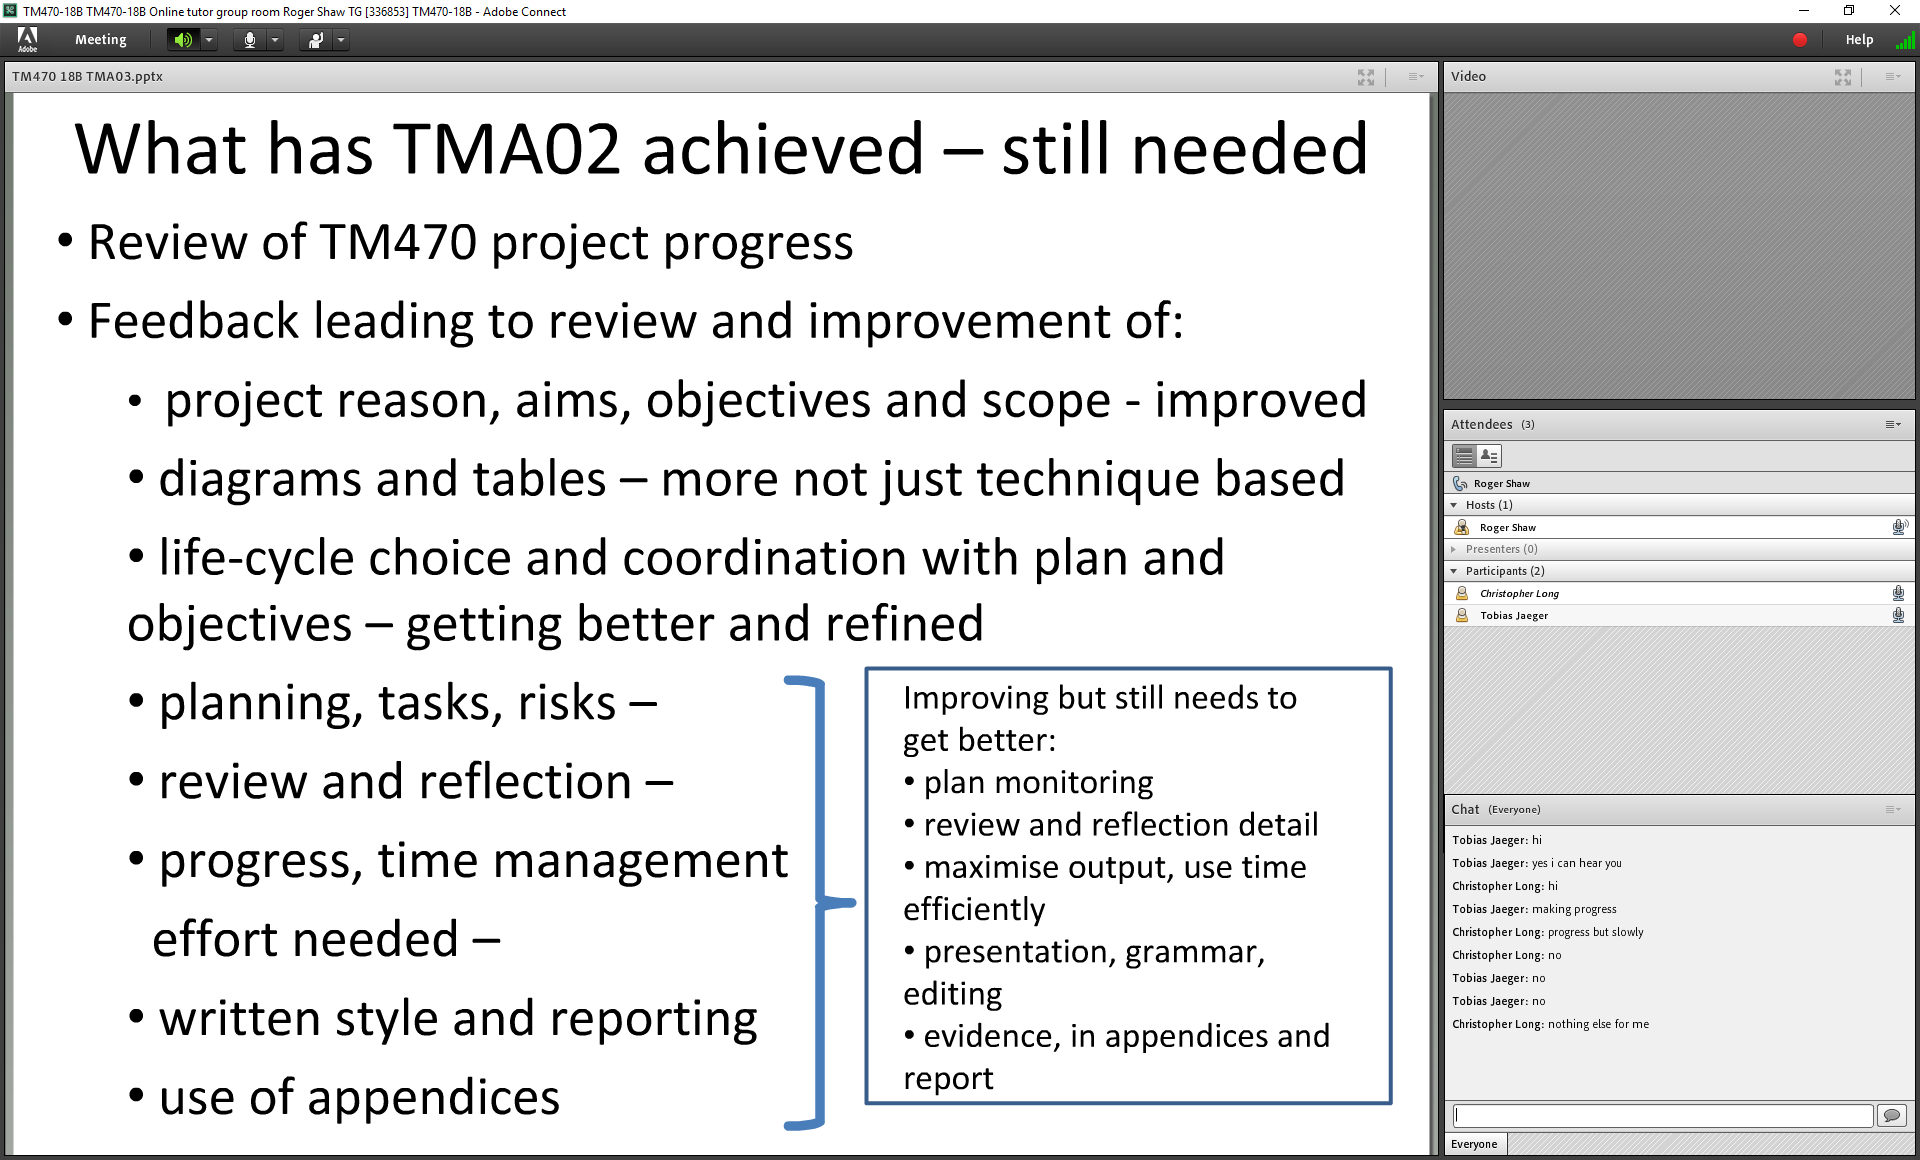 TM470-18B TM470-18B Online tutor group room Roger Shaw TG [336853] TM470-18B - Adobe Connect
Adobe
Meeting
Help
TM470 18B TMA03.pptx
What has TMA02 achieved – still needed
• Review of TM470 project progress
• Feedback leading to review and improvement of:
• project reason, aims, objectives and scope - improved
• diagrams and tables – more not just technique based
• life-cycle choice and coordination with plan and
objectives – getting better and refined
• planning, tasks, risks –
• review and reflection –
• progress, time management
effort needed –
• written style and reporting
• use of appendices
Improving but still needs to
get better:
• plan monitoring
• review and reflection detail
• maximise output, use time
efficiently
• presentation, grammar,
editing
• evidence, in appendices and
report
Video
Attendees (3)
Roger Shaw
Hosts (1)
Roger Shaw
Presenters (0)
Participants (2)
Christopher Long
Tobias Jaeger
Chat (Everyone)
Tobias Jaeger: hi
Tobias Jaeger: yes i can hear you
Christopher Long: hi
Tobias Jaeger: making progress
Christopher Long: progress but slowly
Christopher Long: no
Tobias Jaeger: no
Tobias Jaeger: no
Christopher Long: nothing else for me
Everyone